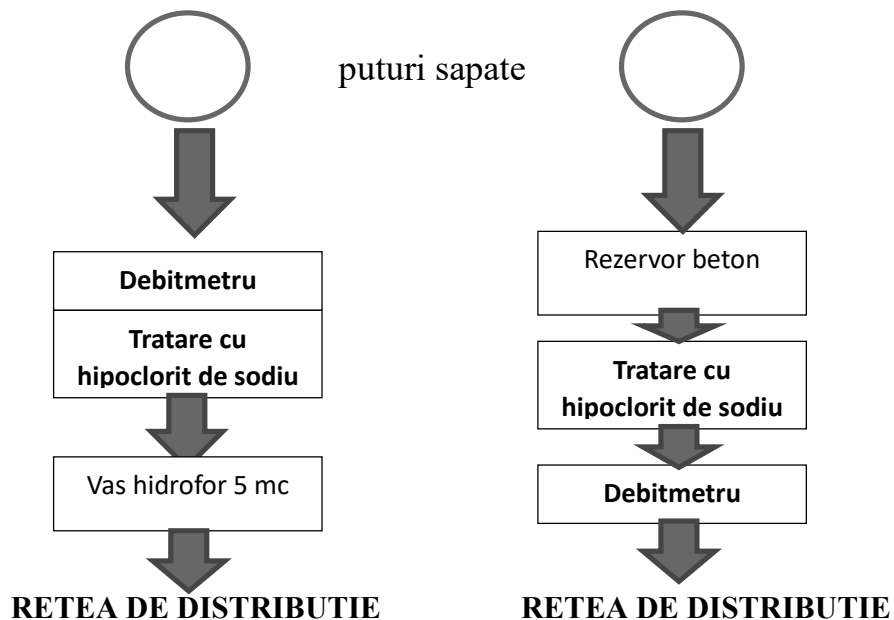 puturi sapate
Debitmetru
Tratare cu
hipoclorit de sodiu
Vas hidrofor 5 mc
RETEA DE DISTRIBUTIE
Rezervor beton
Tratare cu
hipoclorit de sodiu
Debitmetru
RETEA DE DISTRIBUTIE